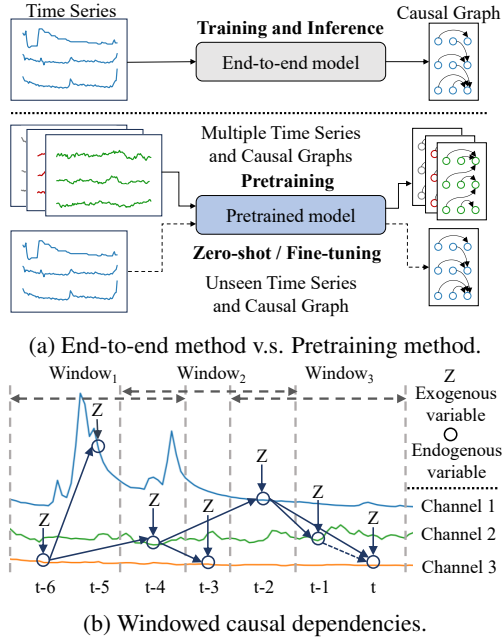 Time Series
Training and Inference
Causal Graph
End-to-end model
Multiple Time Series
and Causal Graphs
Pretraining
Pretrained model
Zero-shot / Fine-tuning
Unseen Time Series
and Causal Graph
(a) End-to-end method v.s. Pretraining method.
Window₁
Window₂
Window₃
Z
Exogenous
variable
Endogenous
variable
Z
Z
Z
Z
Z
Z
Z
Channel 1
Channel 2
Channel 3
t-6
t-5
t-4
t-3
t-2
t-1
t
(b) Windowed causal dependencies.